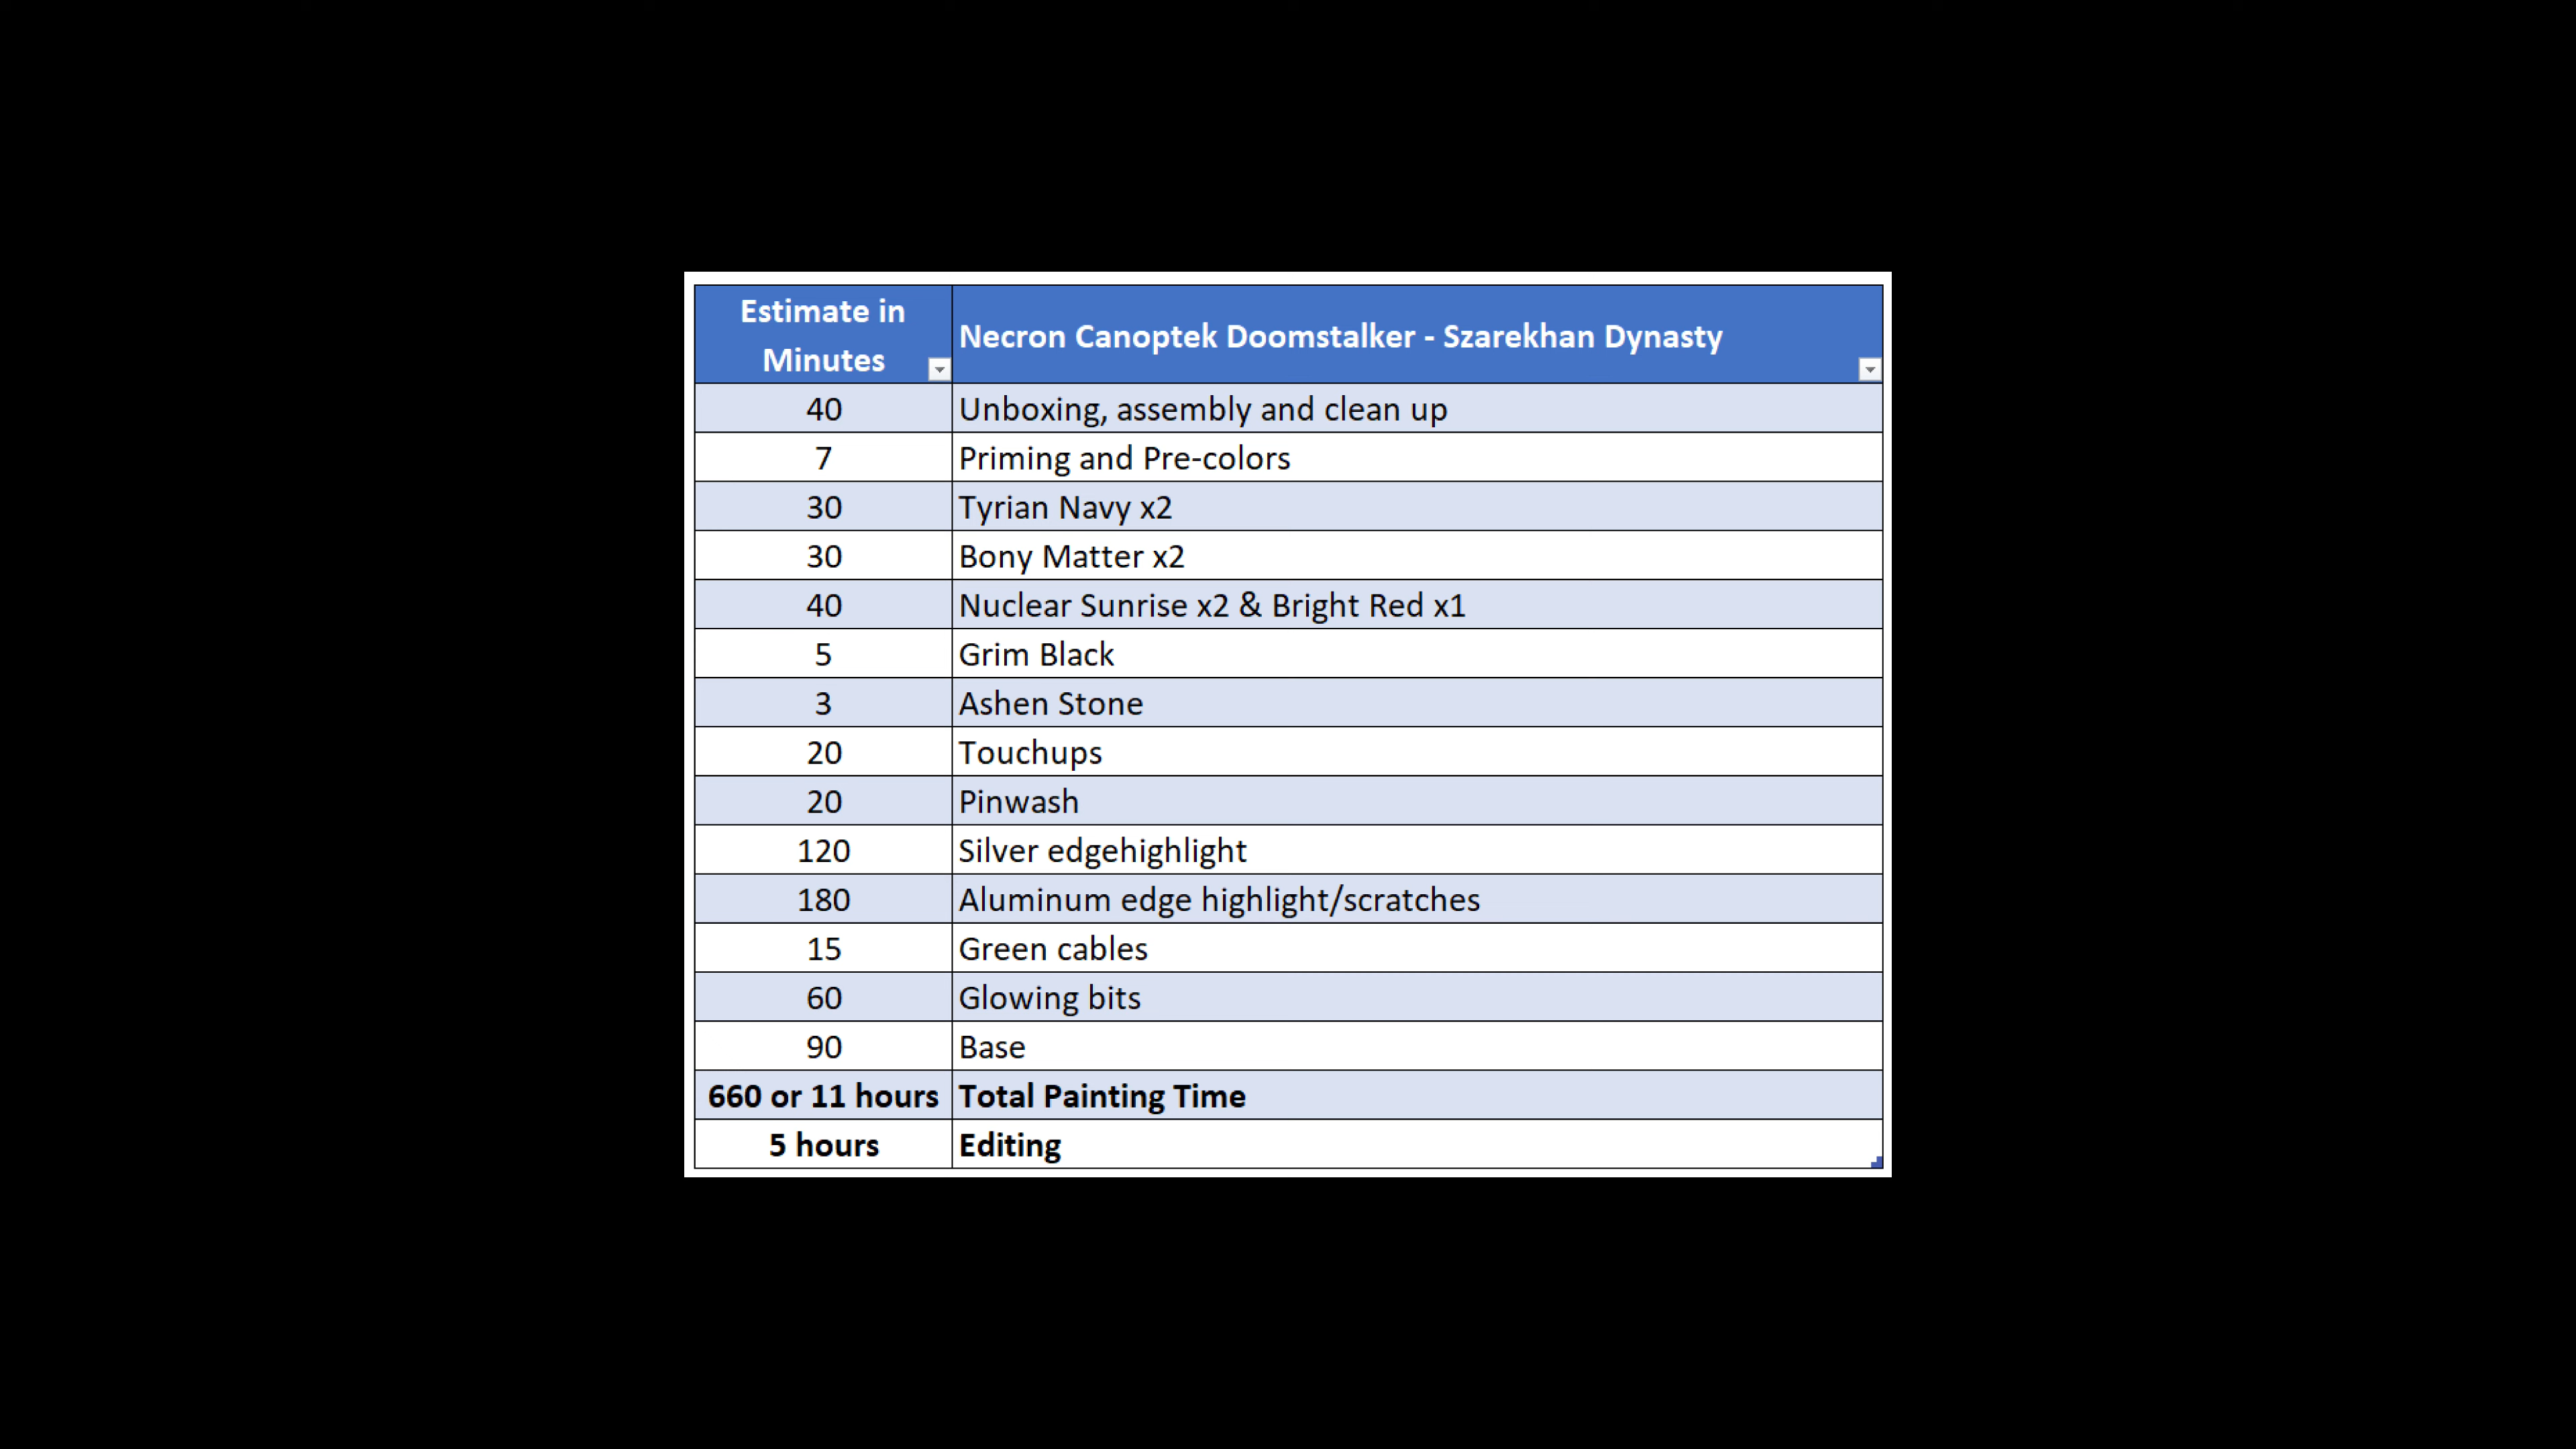 Estimate in
Minutes
Necron Canoptek Doomstalker - Szarekhan Dynasty
40 Unboxing, assembly and clean up
7 Priming and Pre-colors
30 Tyrian Navy x2
30 Bony Matter x2
40 Nuclear Sunrise x2 & Bright Red x1
5 Grim Black
3 Ashen Stone
20 Touchups
20 Pinwash
120 Silver edgehighlight
180 Aluminum edge highlight/scratches
15 Green cables
60 Glowing bits
90 Base
660 or 11 hours Total Painting Time
5 hours Editing